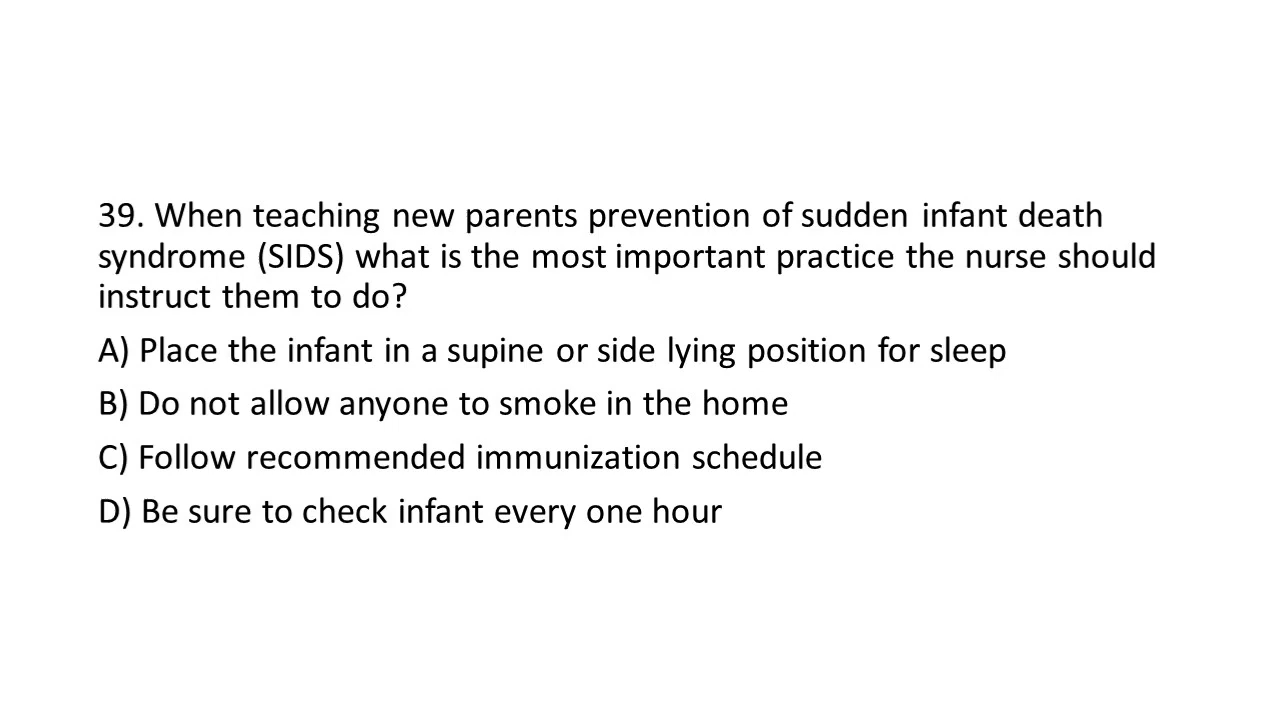 39. When teaching new parents prevention of sudden infant death
syndrome (SIDS) what is the most important practice the nurse should
instruct them to do?
A) Place the infant in a supine or side lying position for sleep
B) Do not allow anyone to smoke in the home
C) Follow recommended immunization schedule
D) Be sure to check infant every one hour